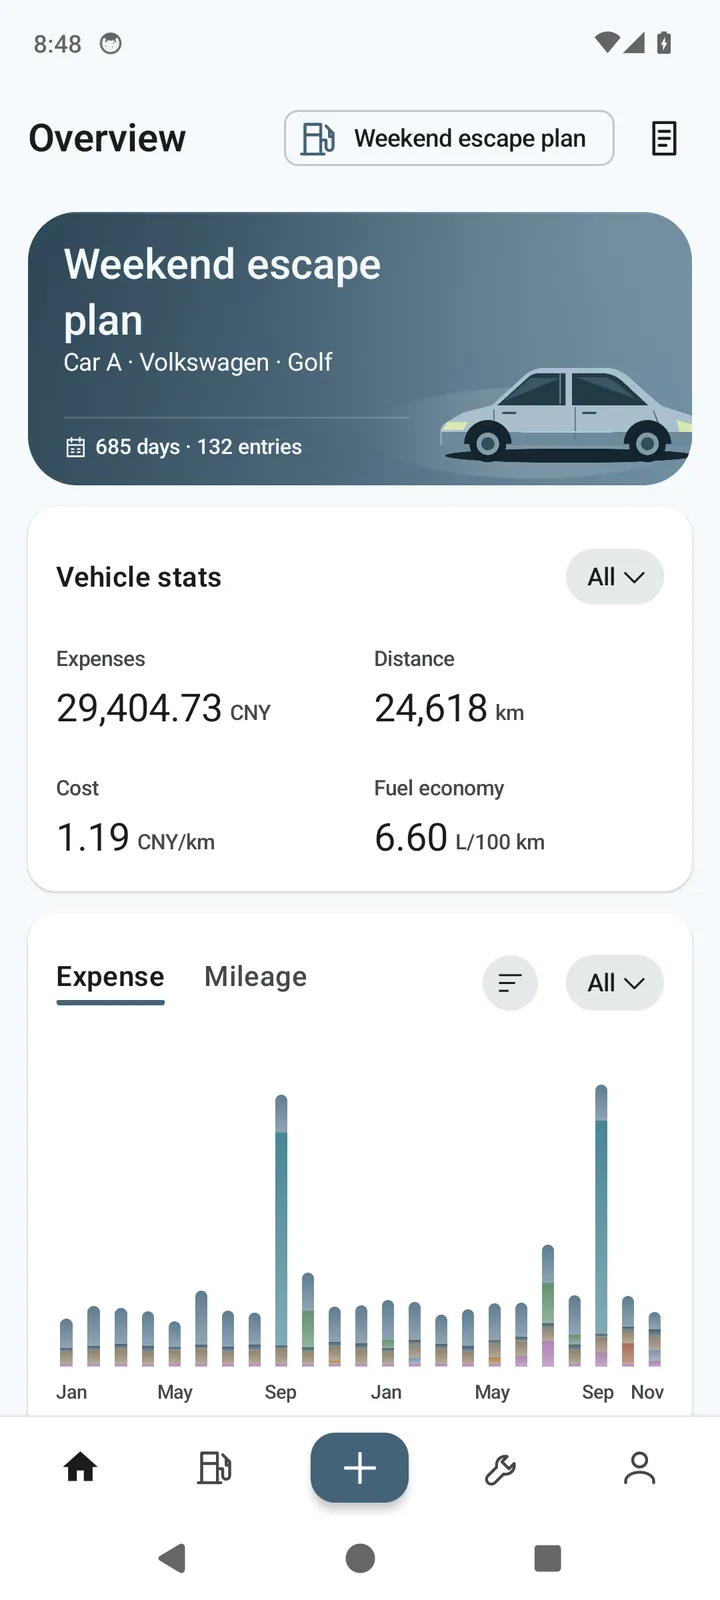 8:48
Overview
Weekend escape plan
Weekend escape
plan
Car A · Volkswagen · Golf
685 days · 132 entries
Vehicle stats
All
Expenses
Distance
29,404.73 CNY
24,618 km
Cost
Fuel economy
1.19 CNY/km
6.60 L/100 km
Expense
Mileage
All
Jan May Sep Jan May Sep Nov